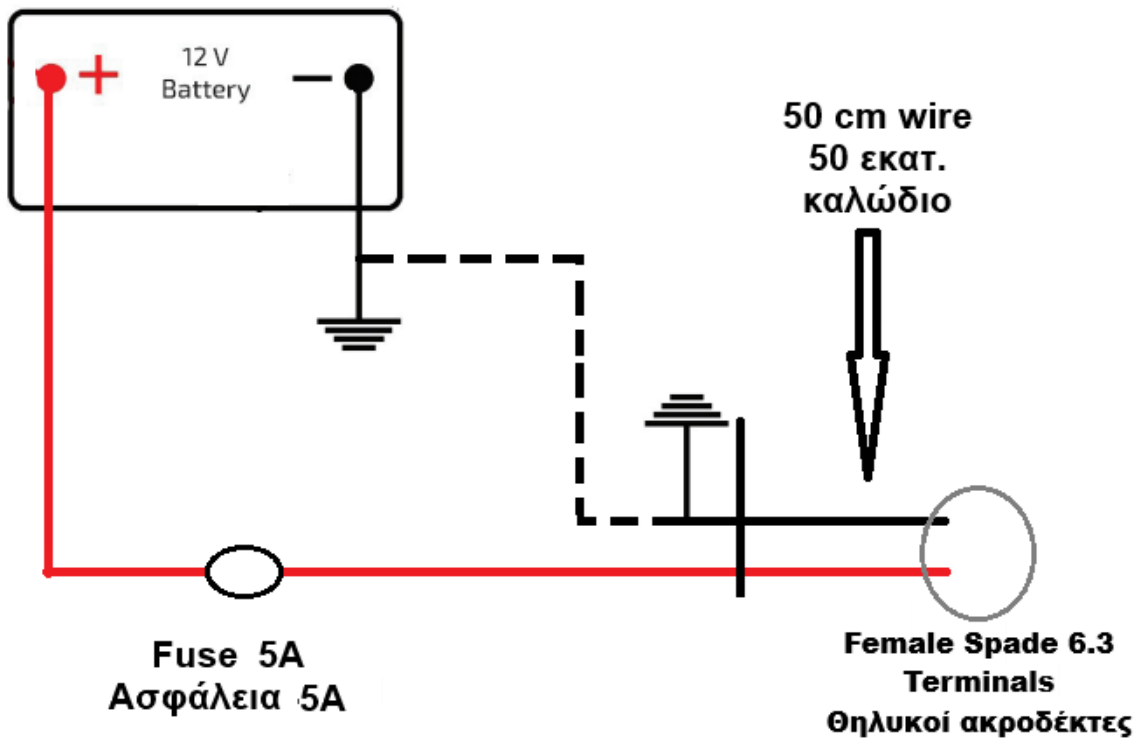 + 12 V −
Battery
50 cm wire
50 εκατ.
καλώδιο
Fuse 5A
Ασφάλεια 5A
Female Spade 6.3
Terminals
Θηλυκοί ακροδέκτες